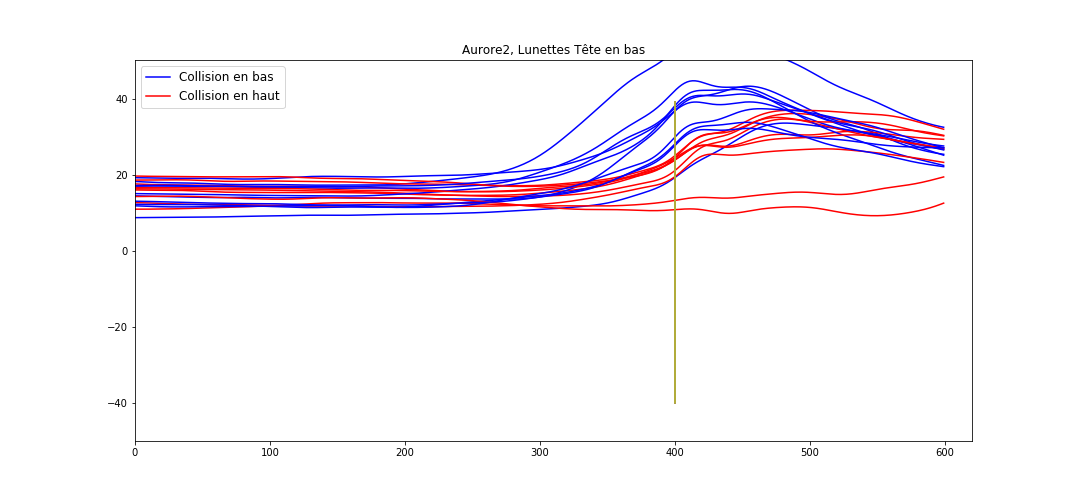 Aurore2, Lunettes Tête en bas
Collision en bas
Collision en haut
40
20
0
−20
−40
0 100 200 300 400 500 600